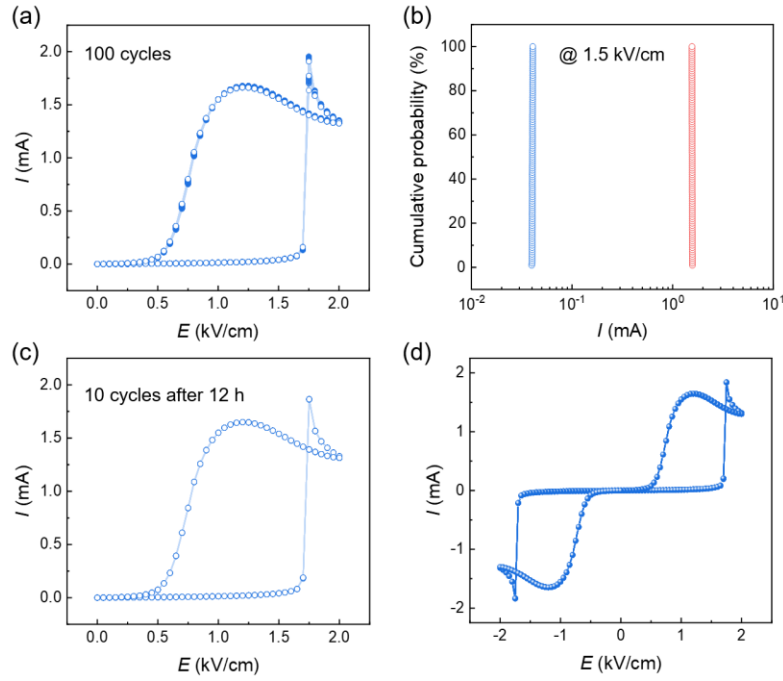 (a)
100 cycles
I (mA)
2.0
1.5
1.0
0.5
0.0
0.0 0.5 1.0 1.5 2.0
E (kV/cm)
(b)
@ 1.5 kV/cm
Cumulative probability (%)
100
80
60
40
20
0
10⁻² 10⁻¹ 10⁰ 10¹
I (mA)
(c)
10 cycles after 12 h
I (mA)
2.0
1.5
1.0
0.5
0.0
0.0 0.5 1.0 1.5 2.0
E (kV/cm)
(d)
I (mA)
2
1
0
-1
-2
-2 -1 0 1 2
E (kV/cm)